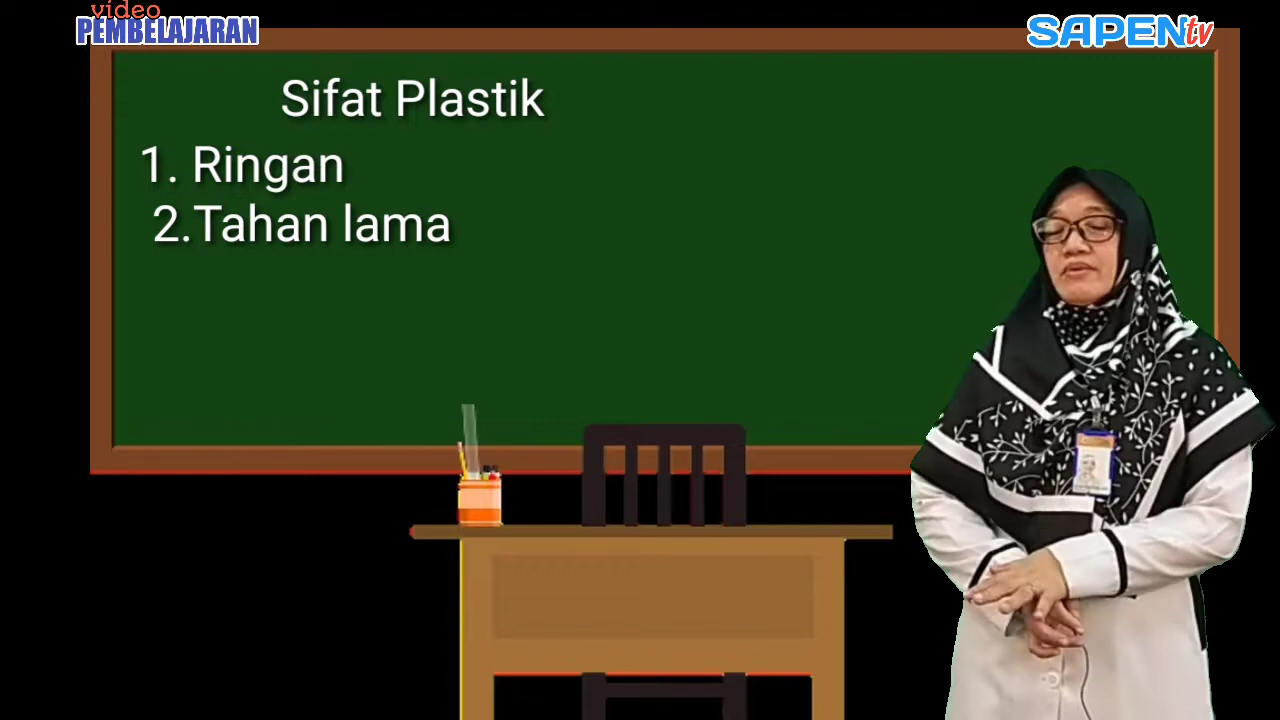 video
PEMBELAJARAN
SAPENtv
Sifat Plastik
1. Ringan
2.Tahan lama